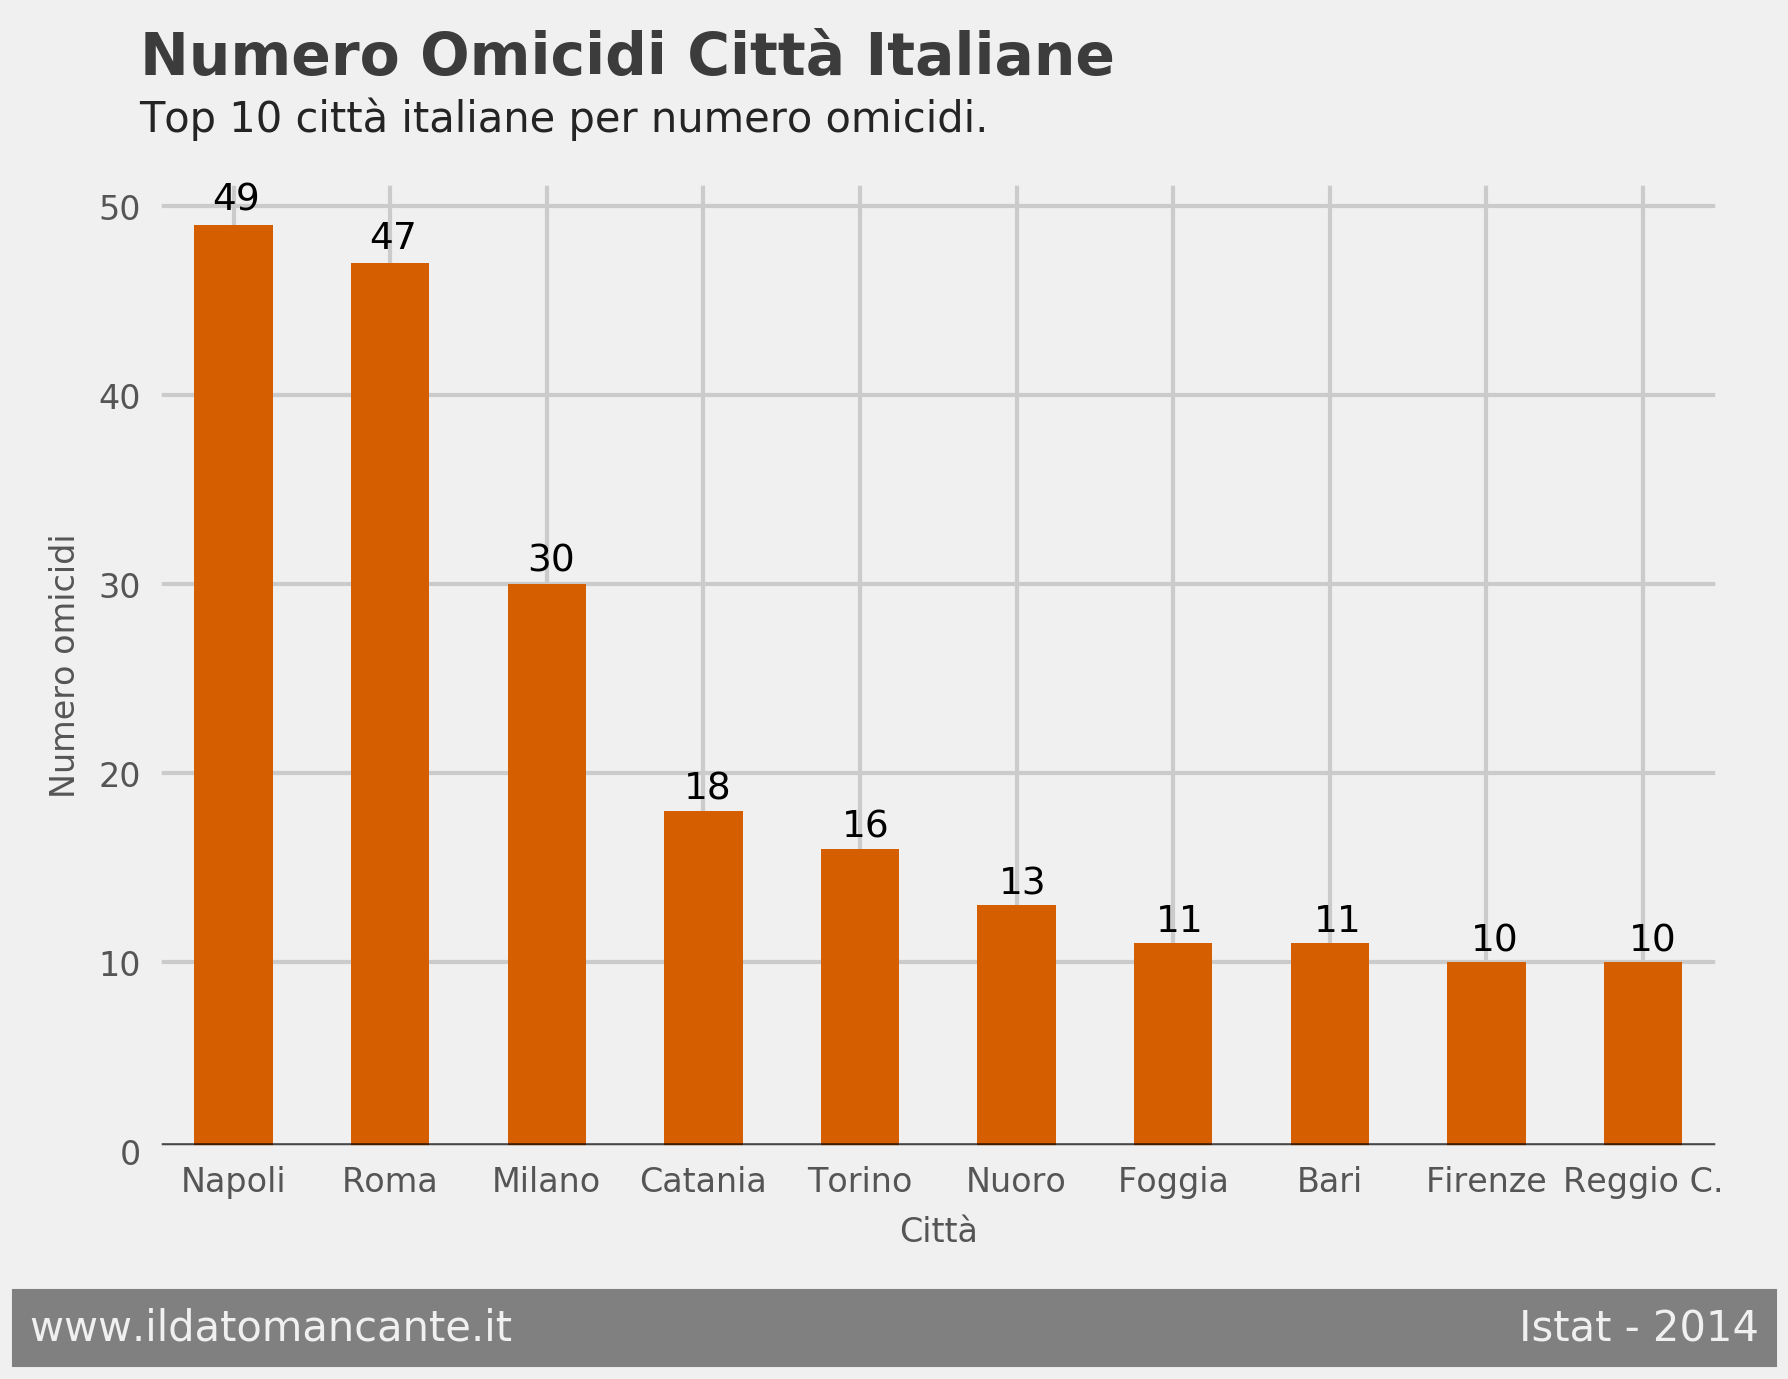 Numero Omicidi Città Italiane
Top 10 città italiane per numero omicidi.
49
47
30
18
16
13
11
11
10
10
50
40
30
20
10
0
Numero omicidi
Napoli Roma Milano Catania Torino Nuoro Foggia Bari Firenze Reggio C.
Città
www.ildatomancante.it Istat - 2014